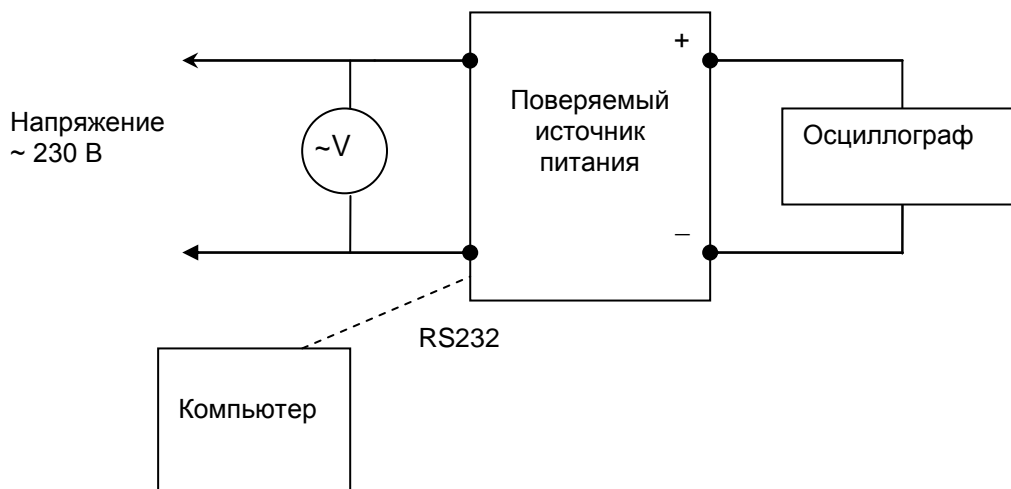 Напряжение
~ 230 В
~V
+
Поверяемый
источник
питания
–
Осциллограф
RS232
Компьютер